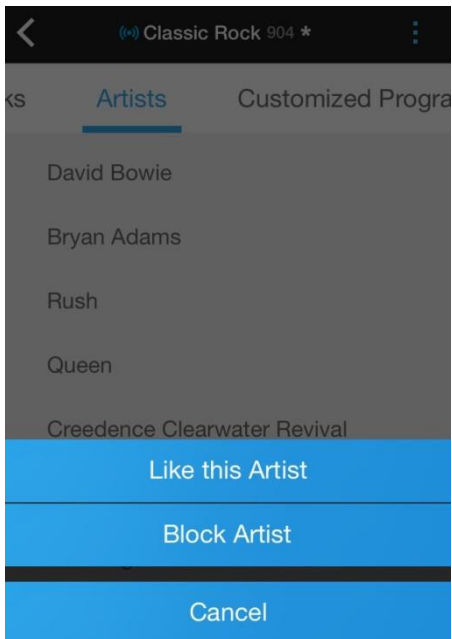 Classic Rock 904 *
ks Artists Customized Progra
David Bowie
Bryan Adams
Rush
Queen
Creedence Clearwater Revival
Like this Artist
Block Artist
Cancel